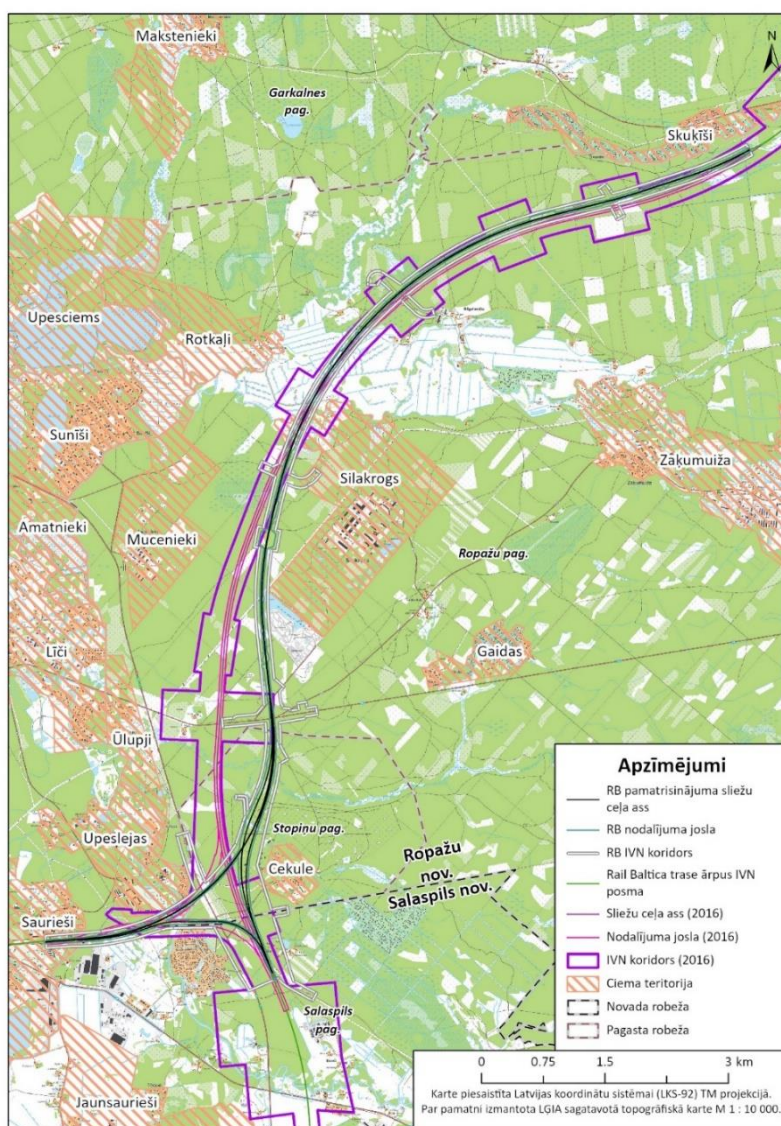 Makstenieki
Garkalnes
pag.
N
Skuķīši
Upesciems
Rotkaļi
Sunīši
Zaķumuiža
Silakrogs
Amatnieki
Mucenieki
Ropažu pag.
Līči
Gaidas
Ūlupji
Stopiņu pag.
Upeslejas
Cekule
Ropažu
nov.
Salaspils nov.
Saurieši
Salaspils
pag.
Jaunsaurieši
Apzīmējumi
RB pamatrisinājuma sliežu
ceļa ass
RB nodalījuma josla
RB IVN koridors
Rail Baltica trase ārpus IVN
posma
Sliežu ceļa ass (2016)
Nodalījuma josla (2016)
IVN koridors (2016)
Ciema teritorija
Novada robeža
Pagasta robeža
0 0.75 1.5 3 km
Karte piesaistīta Latvijas koordinātu sistēmai (LKS-92) TM projekcijā.
Par pamatni izmantota LĢIA sagatavotā topogrāfiskā karte M 1 : 10 000.